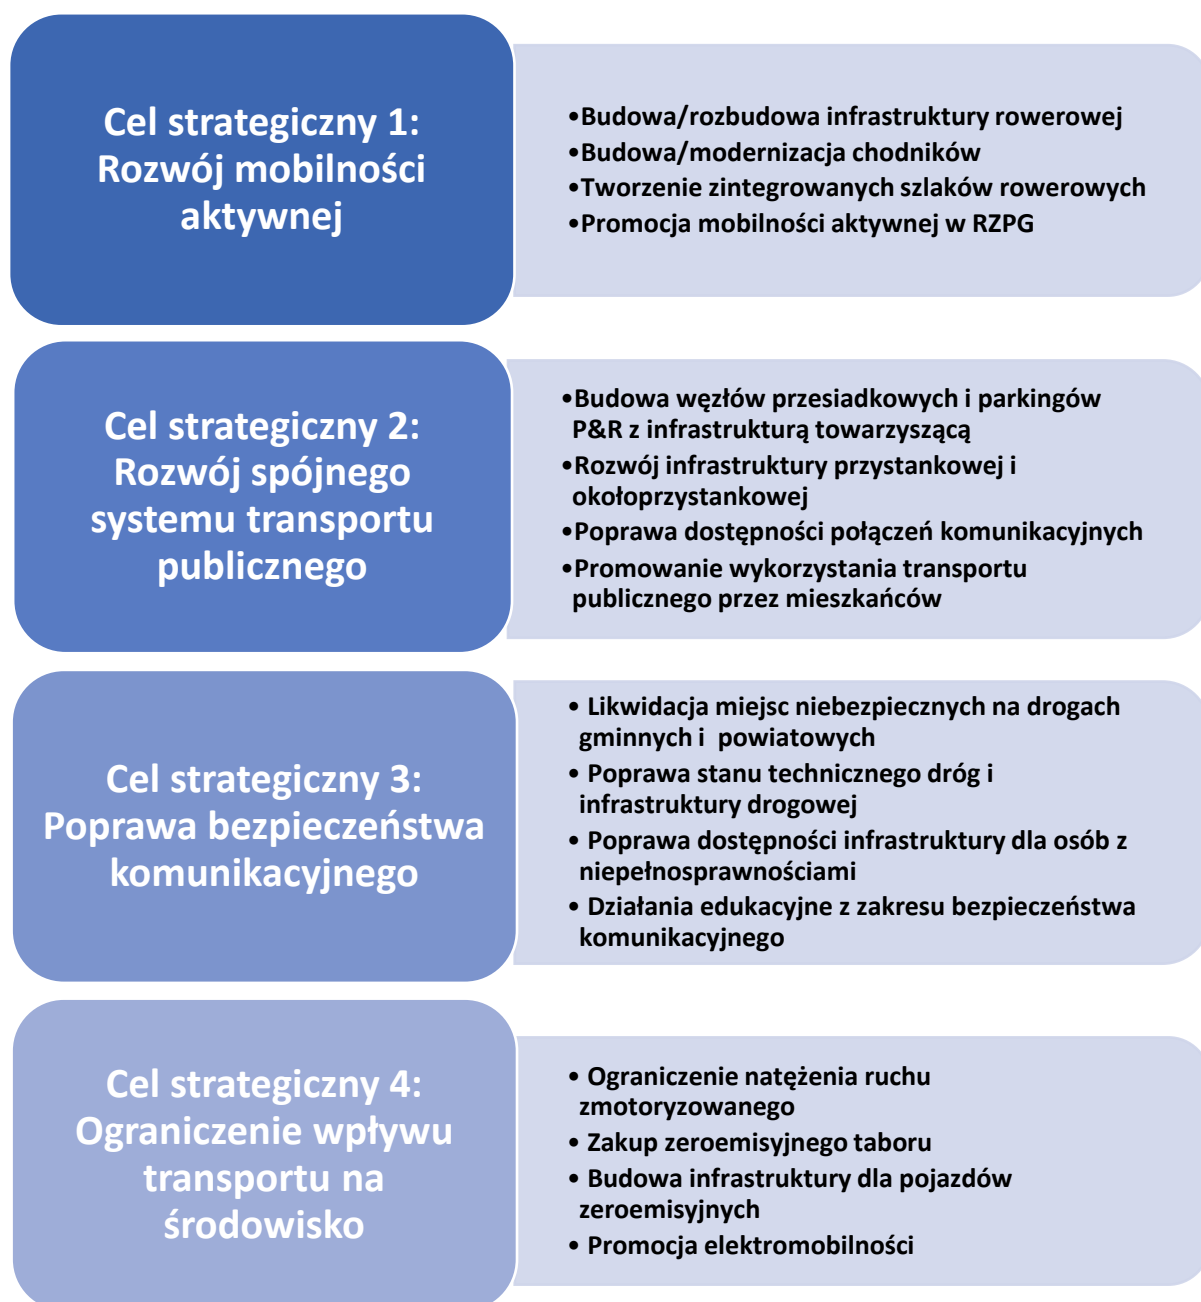 Cel strategiczny 1:
Rozwój mobilności
aktywnej
•Budowa/rozbudowa infrastruktury rowerowej
•Budowa/modernizacja chodników
•Tworzenie zintegrowanych szlaków rowerowych
•Promocja mobilności aktywnej w RZPG
Cel strategiczny 2:
Rozwój spójnego
systemu transportu
publicznego
•Budowa węzłów przesiadkowych i parkingów
P&R z infrastrukturą towarzyszącą
•Rozwój infrastruktury przystankowej i
okołoprzystankowej
•Poprawa dostępności połączeń komunikacyjnych
•Promowanie wykorzystania transportu
publicznego przez mieszkańców
Cel strategiczny 3:
Poprawa bezpieczeństwa
komunikacyjnego
• Likwidacja miejsc niebezpiecznych na drogach
gminnych i  powiatowych
• Poprawa stanu technicznego dróg i
infrastruktury drogowej
• Poprawa dostępności infrastruktury dla osób z
niepełnosprawnościami
• Działania edukacyjne z zakresu bezpieczeństwa
komunikacyjnego
Cel strategiczny 4:
Ograniczenie wpływu
transportu na
środowisko
• Ograniczenie natężenia ruchu
zmotoryzowanego
• Zakup zeroemisyjnego taboru
• Budowa infrastruktury dla pojazdów
zeroemisyjnych
• Promocja elektromobilności